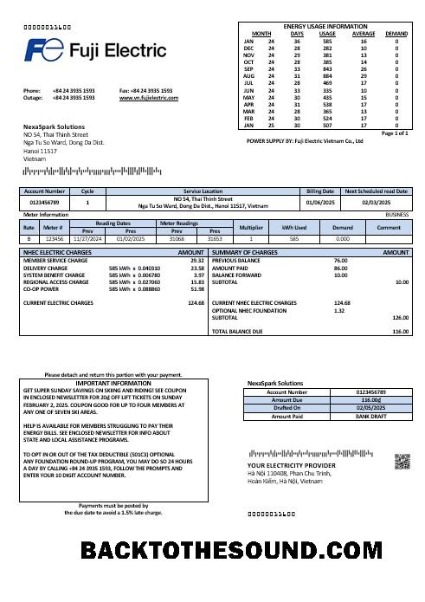 000000011600
Fuji Electric
Phone: +84 24 3935 1593 Fax: +84 24 3935 1593
Outage: +84 24 3935 1593 www.vn.fujielectric.com
ENERGY USAGE INFORMATION
MONTH DAYS USAGE AVERAGE DEMAND
JAN 24 36 585 16 0
DEC 24 28 282 10 0
NOV 24 29 381 13 0
OCT 24 28 385 14 0
SEP 24 33 843 26 0
AUG 24 31 884 29 0
JUL 24 28 469 17 0
JUN 24 33 335 10 0
MAY 24 30 435 15 0
APR 24 31 538 17 0
MAR 24 28 365 13 0
FEB 24 30 524 17 0
JAN 25 30 507 17 0
Page 1 of 1
POWER SUPPLY BY: Fuji Electric Vietnam Co., Ltd
NexaSpark Solutions
NO 54, Thai Thinh Street
Nga Tu So Ward, Dong Da Dist.
Hanoi 11517
Vietnam
Account Number Cycle Service Location Billing Date Next Scheduled read Date
0123456789 1 NO 54, Thai Thinh Street
Nga Tu So Ward, Dong Da Dist., Hanoi 11517, Vietnam 01/06/2025 02/03/2025
Meter Information BUSINESS
Rate Meter # Reading Dates Meter Readings Multiplier kWh Used Demand Comment
Prev Pres Prev Pres
B 123456 11/27/2024 01/02/2025 31066 31653 1 585 0.000
NHEC ELECTRIC CHARGES AMOUNT
MEMBER SERVICE CHARGE 29.32
DELIVERY CHARGE 585 kWh x 23.58
SYSTEM BENEFIT CHARGE 585 kWh x 3.97
REGIONAL ACCESS CHARGE 585 kWh x 15.83
CO-OP POWER 585 kWh x 51.98
CURRENT ELECTRIC CHARGES 124.68
SUMMARY OF CHARGES AMOUNT
PREVIOUS BALANCE 76.00
AMOUNT PAID 86.00
BALANCE FORWARD 10.00
SUBTOTAL 10.00
CURRENT NHEC ELECTRIC CHARGES 124.68
OPTIONAL NHEC FOUNDATION 1.32
SUBTOTAL 126.00
TOTAL BALANCE DUE 116.00
Please detach and return this portion with your payment.
IMPORTANT INFORMATION
GET SUPER SUNDAY SAVINGS ON SKIING AND RIDING! SEE COUPON
IN ENCLOSED NEWSLETTER FOR OFF LIFT TICKETS ON SUNDAY
FEBRUARY 2, 2025. COUPON GOOD FOR UP TO FOUR MEMBERS AT
ANY ONE OF SEVEN SKI AREAS.
HELP IS AVAILABLE FOR MEMBERS STRUGGLING TO PAY THEIR
ENERGY BILLS. SEE ENCLOSED NEWSLETTER FOR INFO ABOUT
STATE AND LOCAL ASSISTANCE PROGRAMS.
TO OPT IN OR OUT OF THE TAX DEDUCTIBLE (501C3) OPTIONAL
ANY FOUNDATION ROUND-UP PROGRAM, YOU MAY DO SO 24 HOURS
A DAY BY CALLING +84 24 3935 1593, FOLLOW THE PROMPTS AND
ENTER YOUR 10 DIGIT ACCOUNT NUMBER.
Payments must be posted by
the due date to avoid a 1.5% late charge.
NexaSpark Solutions
Account Number 0123456789
Amount Due 116.00₫
Drafted On 02/05/2025
Amount Paid BANK DRAFT
YOUR ELECTRICITY PROVIDER
Hà Nội 110408, Phan Chu Trinh,
Hoàn Kiếm, Hà Nội, Vietnam
000000011600
BACKTOTHESOUND.COM